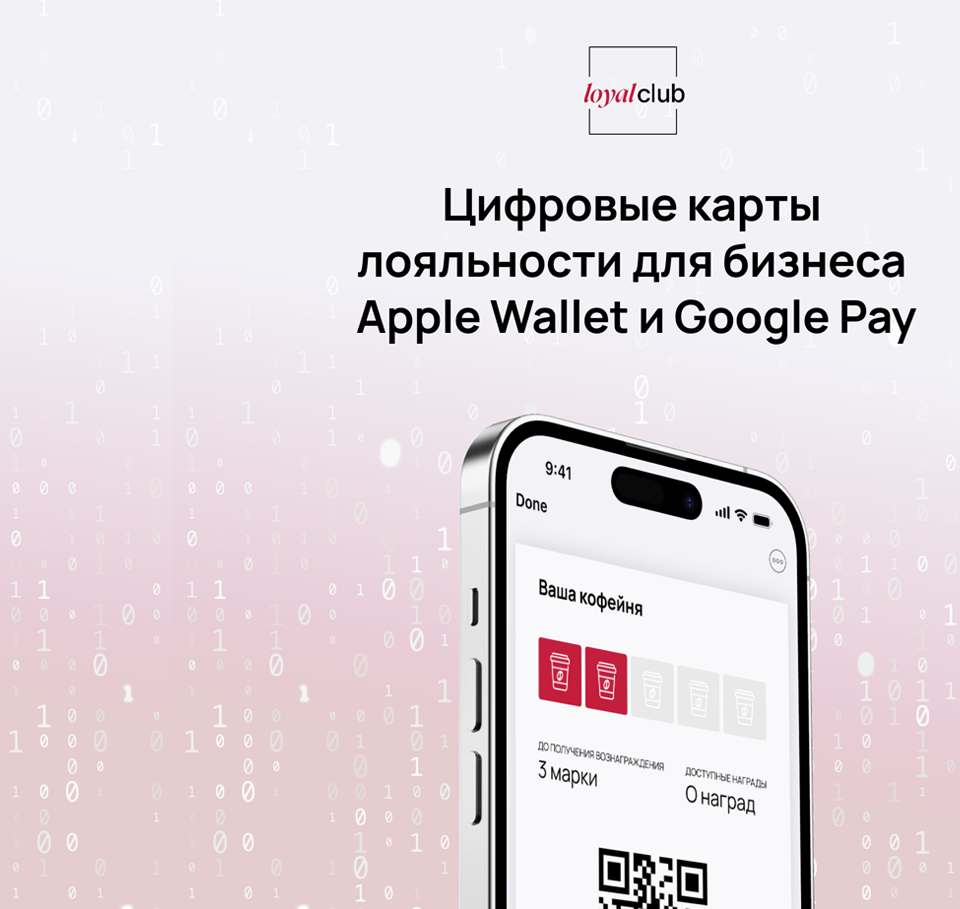 loyalclub
Цифровые карты
лояльности для бизнеса
Apple Wallet и Google Pay
9:41
Done
Ваша кофейня
ДО ПОЛУЧЕНИЯ ВОЗНАГРАЖДЕНИЯ
3 марки
ДОСТУПНЫЕ НАГРАДЫ
0 наград